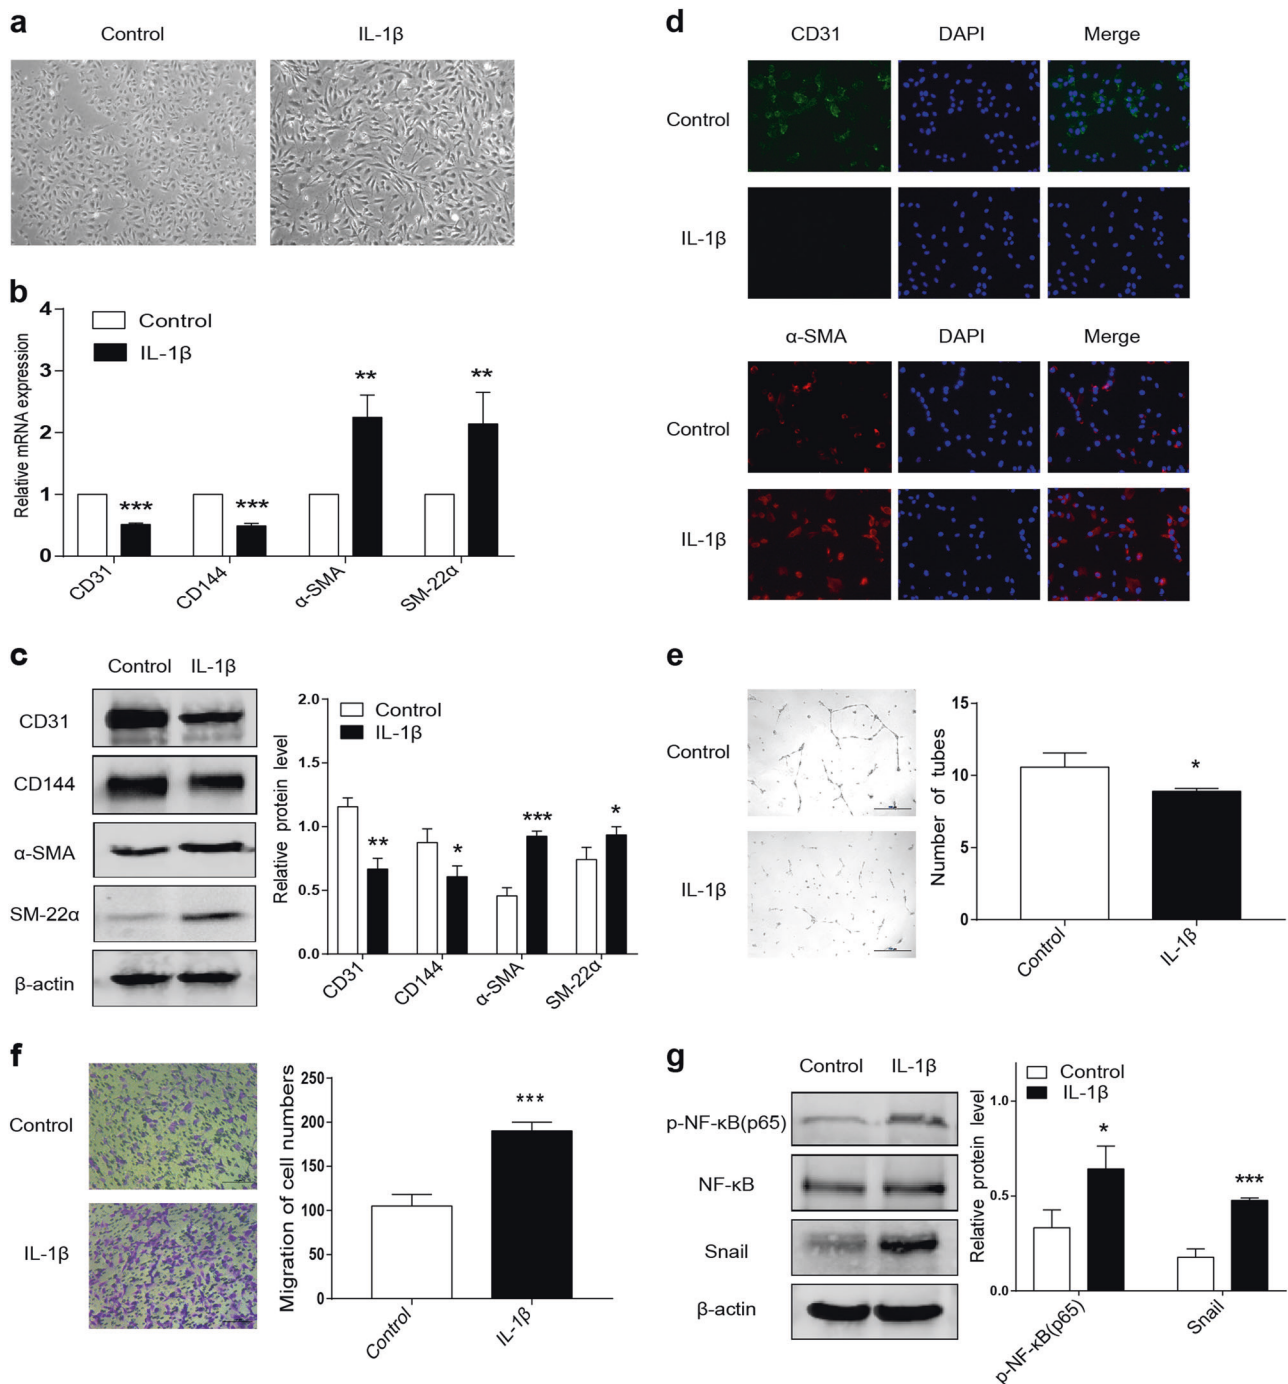 a
Control IL-1β
b
Relative mRNA expression
4
3
2
1
0
Control
IL-1β
*** *** ** **
CD31 CD144 α-SMA SM-22α
c
Control IL-1β
CD31
CD144
α-SMA
SM-22α
β-actin
Relative protein level
2.0
1.5
1.0
0.5
0.0
Control
IL-1β
** * *** *
CD31 CD144 α-SMA SM-22α
d
CD31 DAPI Merge
Control
IL-1β
α-SMA DAPI Merge
Control
IL-1β
e
Control
IL-1β
Number of tubes
15
10
5
0
*
Control IL-1β
f
Control
IL-1β
Migration of cell numbers
250
200
150
100
50
0
***
Control IL-1β
g
Control IL-1β
p-NF-κB(p65)
NF-κB
Snail
β-actin
Relative protein level
1.0
0.5
0.0
Control
IL-1β
* ***
p-NF-κB(p65) Snail